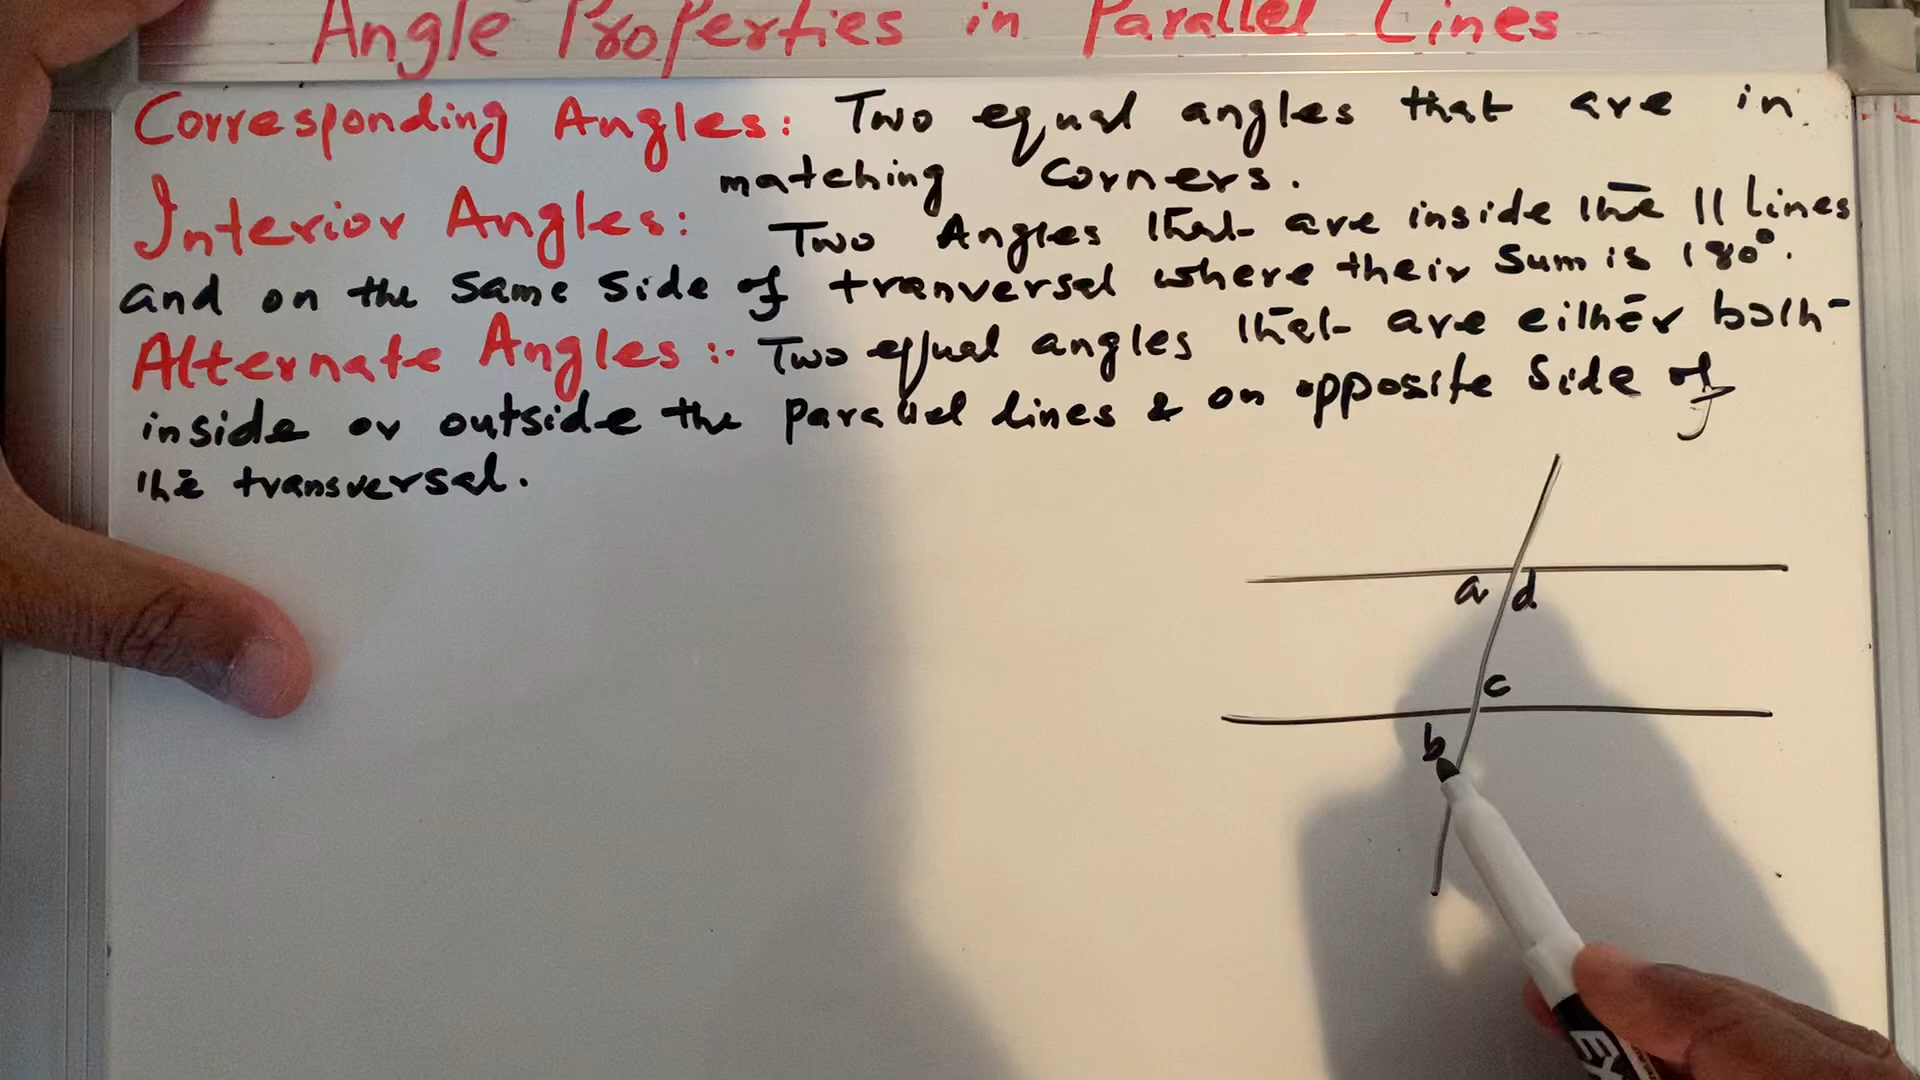 Angle Properties in Parallel Lines
Corresponding Angles: Two equal angles that are in
matching corners.
Interior Angles: Two Angles that are inside the || lines
and on the same side of tranversal where their sum is 180°.
Alternate Angles :- Two equal angles that are either both
inside or outside the parallel lines & on opposite side of
the transversal.
a d
c
b
EX